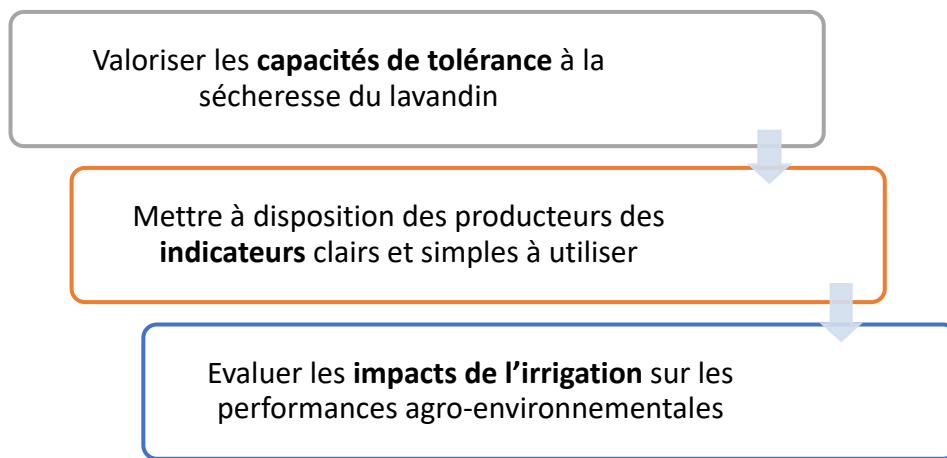 Valoriser les capacités de tolérance à la
sécheresse du lavandin
Mettre à disposition des producteurs des
indicateurs clairs et simples à utiliser
Evaluer les impacts de l’irrigation sur les
performances agro-environnementales